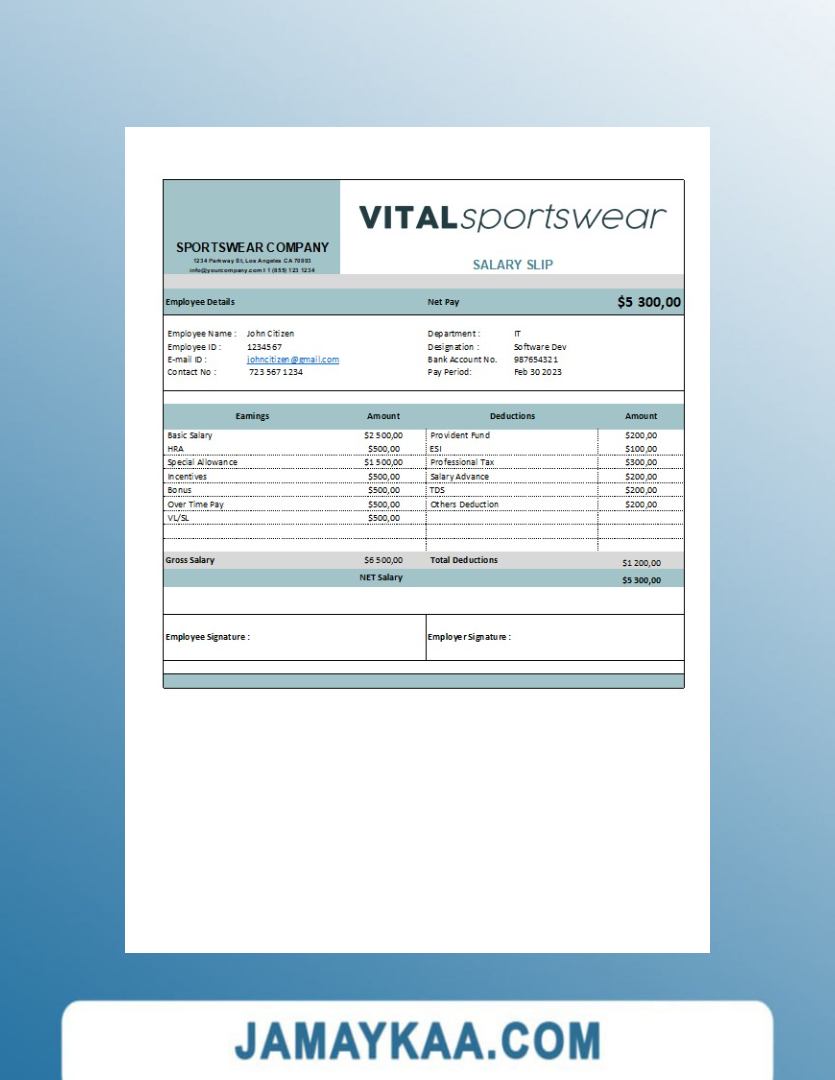 VITALsportswear
SPORTSWEAR COMPANY
1234 Parkway St, Los Angeles CA 70893
info@yourcompany.com I 1 (855) 123 1234
SALARY SLIP
Employee Details Net Pay $5 300,00
Employee Name : John Citizen Department : IT
Employee ID : 1234567 Designation : Software Dev
E-mail ID : johncitizen@gmail.com Bank Account No. 987654321
Contact No : 723 567 1234 Pay Period: Feb 30 2023
Earnings Amount Deductions Amount
Basic Salary $2 500,00 Provident Fund $200,00
HRA $500,00 ESI $100,00
Special Allowance $1 500,00 Professional Tax $300,00
Incentives $500,00 Salary Advance $200,00
Bonus $500,00 TDS $200,00
Over Time Pay $500,00 Others Deduction $200,00
VL/SL $500,00
Gross Salary $6 500,00 Total Deductions $1 200,00
NET Salary $5 300,00
Employee Signature : Employer Signature :
JAMAYKAA.COM